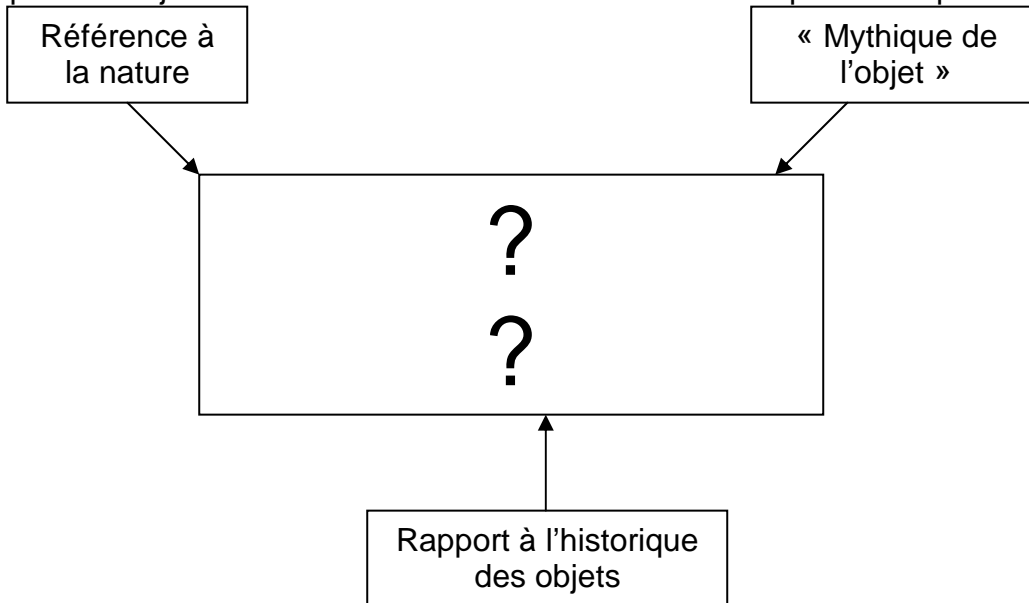 Référence à
la nature
« Mythique de
l’objet »
?
?
Rapport à l’historique
des objets